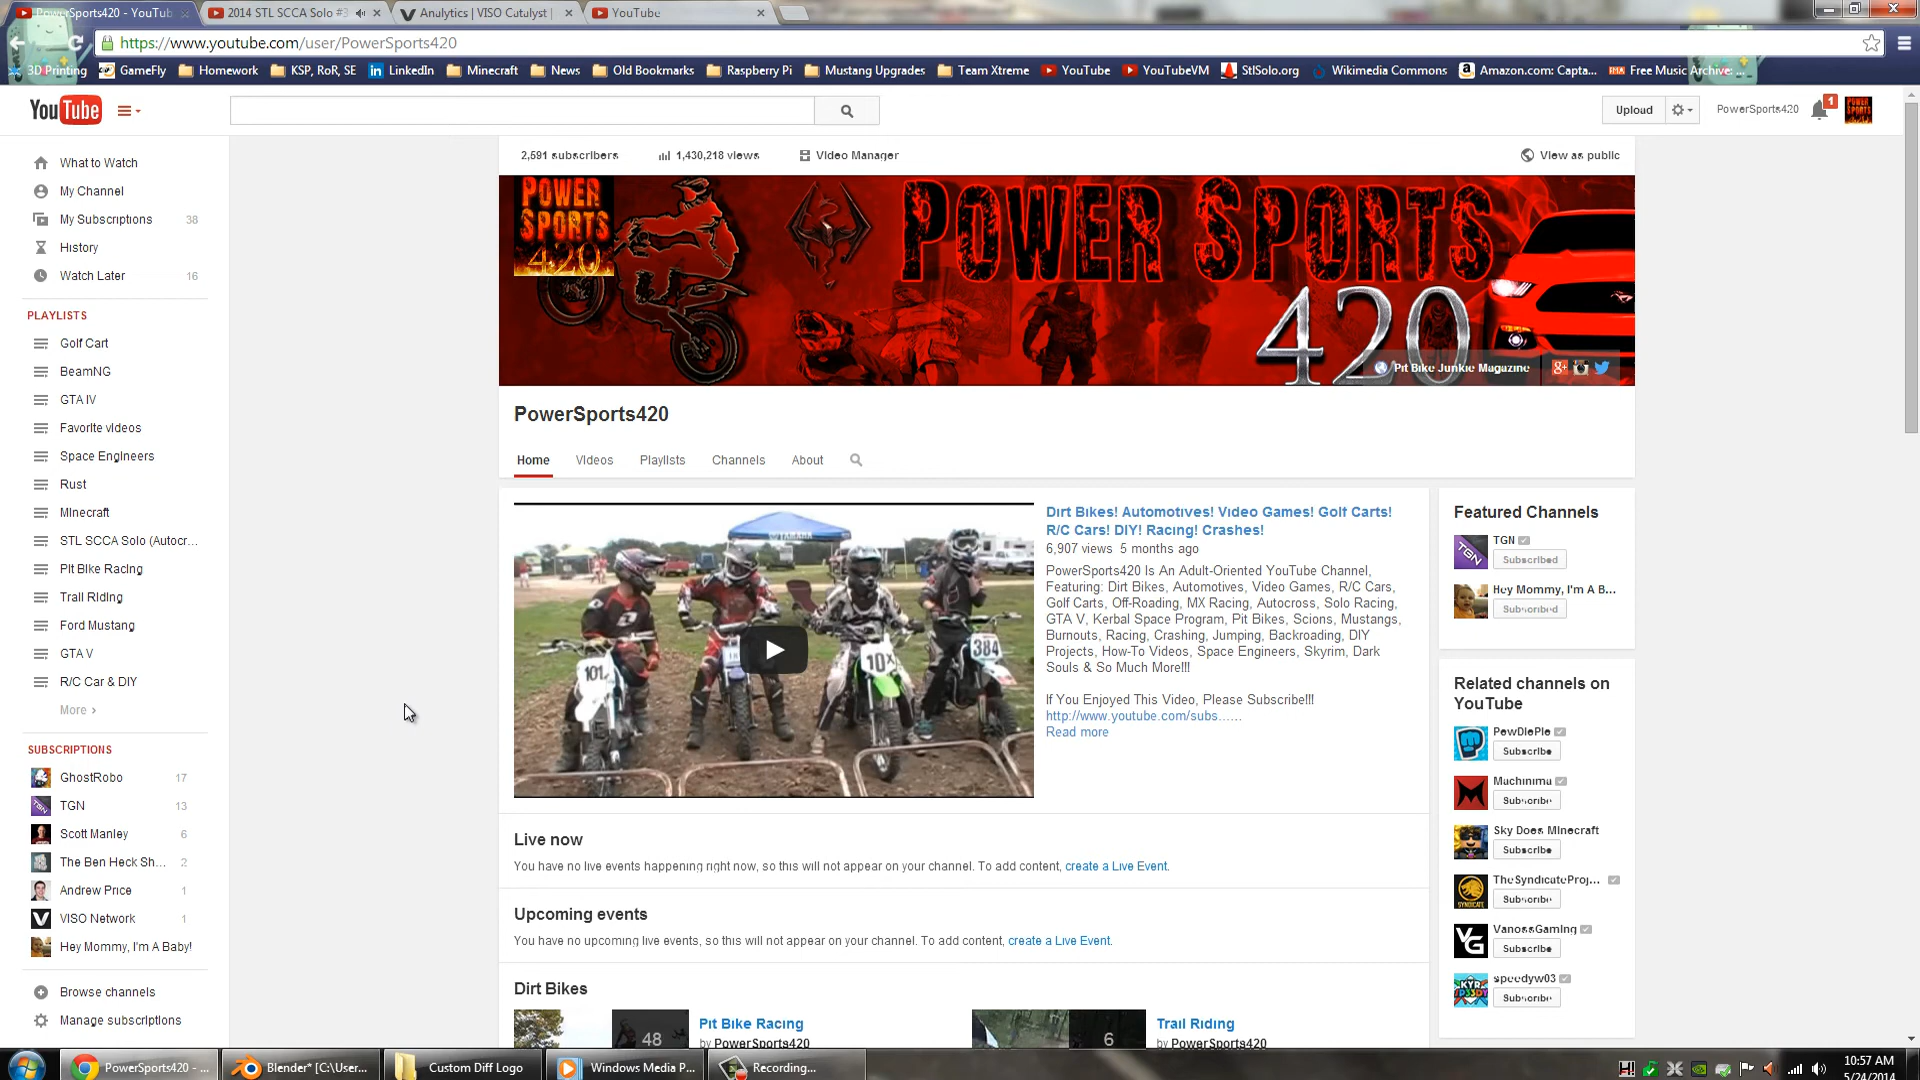 PowerSports420 - YouTub
2014 STL SCCA Solo #3
Analytics | VISO Catalyst |
YouTube
https://www.youtube.com/user/PowerSports420
3D Printing
GameFly
Homework
KSP, RoR, SE
LinkedIn
Minecraft
News
Old Bookmarks
Raspberry Pi
Mustang Upgrades
Team Xtreme
YouTube
YouTubeVM
StlSolo.org
Wikimedia Commons
Amazon.com: Capta...
Free Music Archive: ...
YouTube
Upload
PowerSports420
1
What to Watch
My Channel
My Subscriptions 38
History
Watch Later 16
PLAYLISTS
Golf Cart
BeamNG
GTA IV
Favorite videos
Space Engineers
Rust
Minecraft
STL SCCA Solo (Autocr...
Pit Bike Racing
Trail Riding
Ford Mustang
GTA V
R/C Car & DIY
More
SUBSCRIPTIONS
GhostRobo 17
TGN 13
Scott Manley 6
The Ben Heck Sh... 2
Andrew Price 1
VISO Network 1
Hey Mommy, I'm A Baby!
Browse channels
Manage subscriptions
2,591 subscribers
1,430,218 views
Video Manager
View as public
POWER
SPORTS
420
POWER SPORTS
420
Pit Bike Junkie Magazine
PowerSports420
Home Videos Playlists Channels About
101
10x
384
Dirt Bikes! Automotives! Video Games! Golf Carts!
R/C Cars! DIY! Racing! Crashes!
6,907 views 5 months ago
PowerSports420 Is An Adult-Oriented YouTube Channel,
Featuring: Dirt Bikes, Automotives, Video Games, R/C Cars,
Golf Carts, Off-Roading, MX Racing, Autocross, Solo Racing,
GTA V, Kerbal Space Program, Pit Bikes, Scions, Mustangs,
Burnouts, Racing, Crashing, Jumping, Backroading, DIY
Projects, How-To Videos, Space Engineers, Skyrim, Dark
Souls & So Much More!!!
If You Enjoyed This Video, Please Subscribe!!!
http://www.youtube.com/subs......
Read more
Live now
You have no live events happening right now, so this will not appear on your channel. To add content, create a Live Event.
Upcoming events
You have no upcoming live events, so this will not appear on your channel. To add content, create a Live Event.
Dirt Bikes
48
Pit Bike Racing
by PowerSports420
6
Trail Riding
by PowerSports420
Featured Channels
TGN
Subscribed
Hey Mommy, I'm A B...
Subscribed
Related channels on
YouTube
PewDiePie
Subscribe
Machinima
Subscribe
Sky Does Minecraft
Subscribe
TheSyndicateProj...
Subscribe
VanossGaming
Subscribe
speedyw03
Subscribe
PowerSports420 - ...
Blender* [C:\User...
Custom Diff Logo
Windows Media P...
Recording...
10:57 AM
5/24/2014